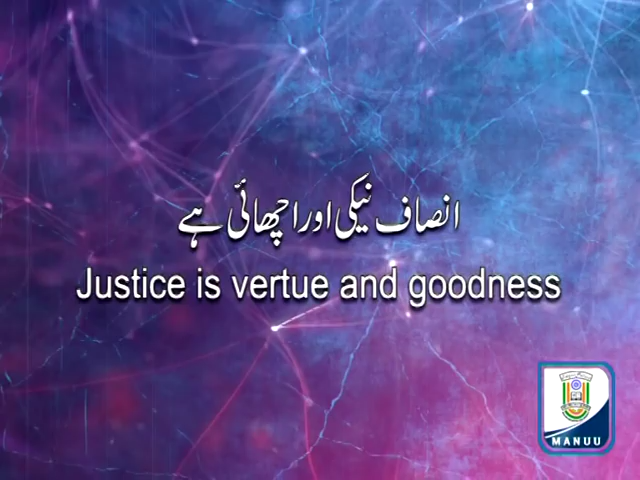 انصاف نیکی اور اچھائی ہے
Justice is vertue and goodness
MANUU